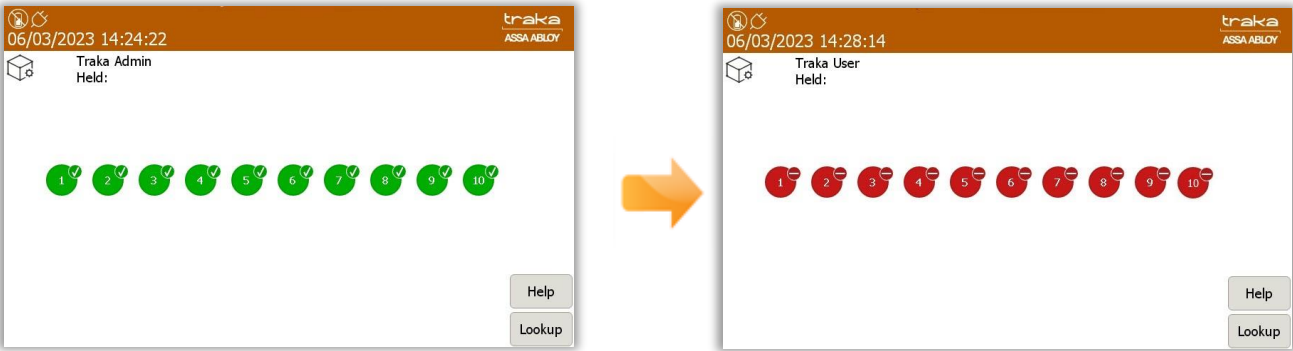 traka
06/03/2023 14:24:22
ASSA ABLOY
Traka Admin
Held:
1 2 3 4 5 6 7 8 9 10
Help
Lookup
traka
06/03/2023 14:28:14
ASSA ABLOY
Traka User
Held:
1 2 3 4 5 6 7 8 9 10
Help
Lookup